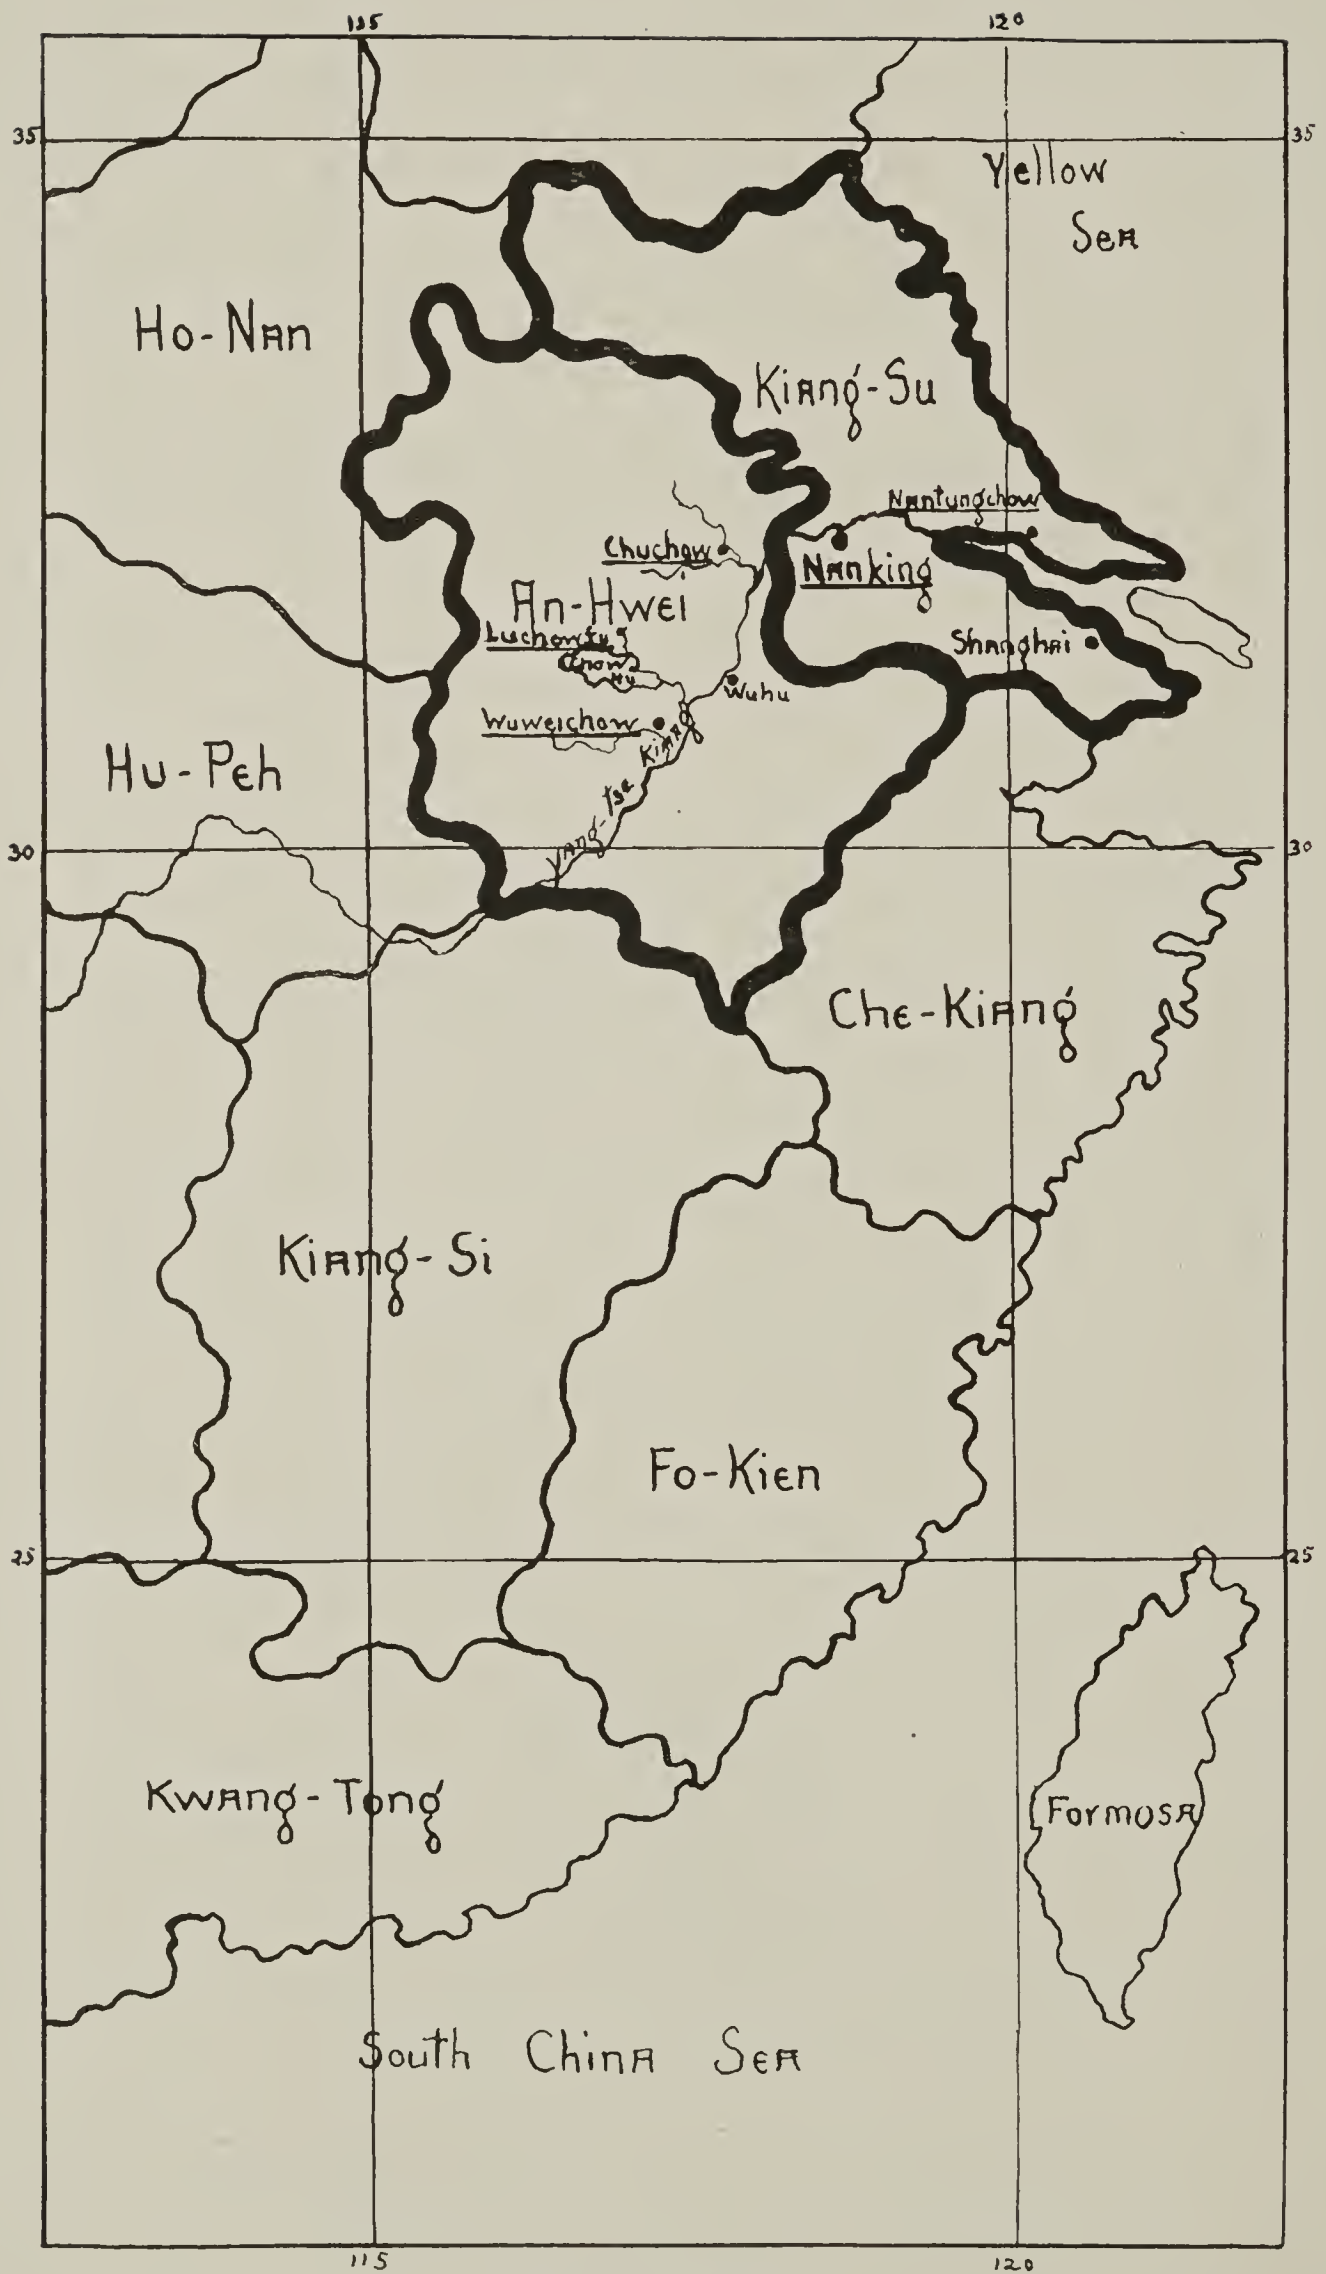 115 120
35 35
Yellow
Sea
Ho-Nan
Kiang-Su
Nantungchow
Chuchow
Nanking
An-Hwei
Luchowfu
Shanghai
Chow
Hu
Wuhu
Wuweichow
Yang-tse Kiang
Hu-Peh
30 30
Che-Kiang
Kiang-Si
Fo-Kien
25 25
Kwang-Tong
Formosa
South China Sea
115 120